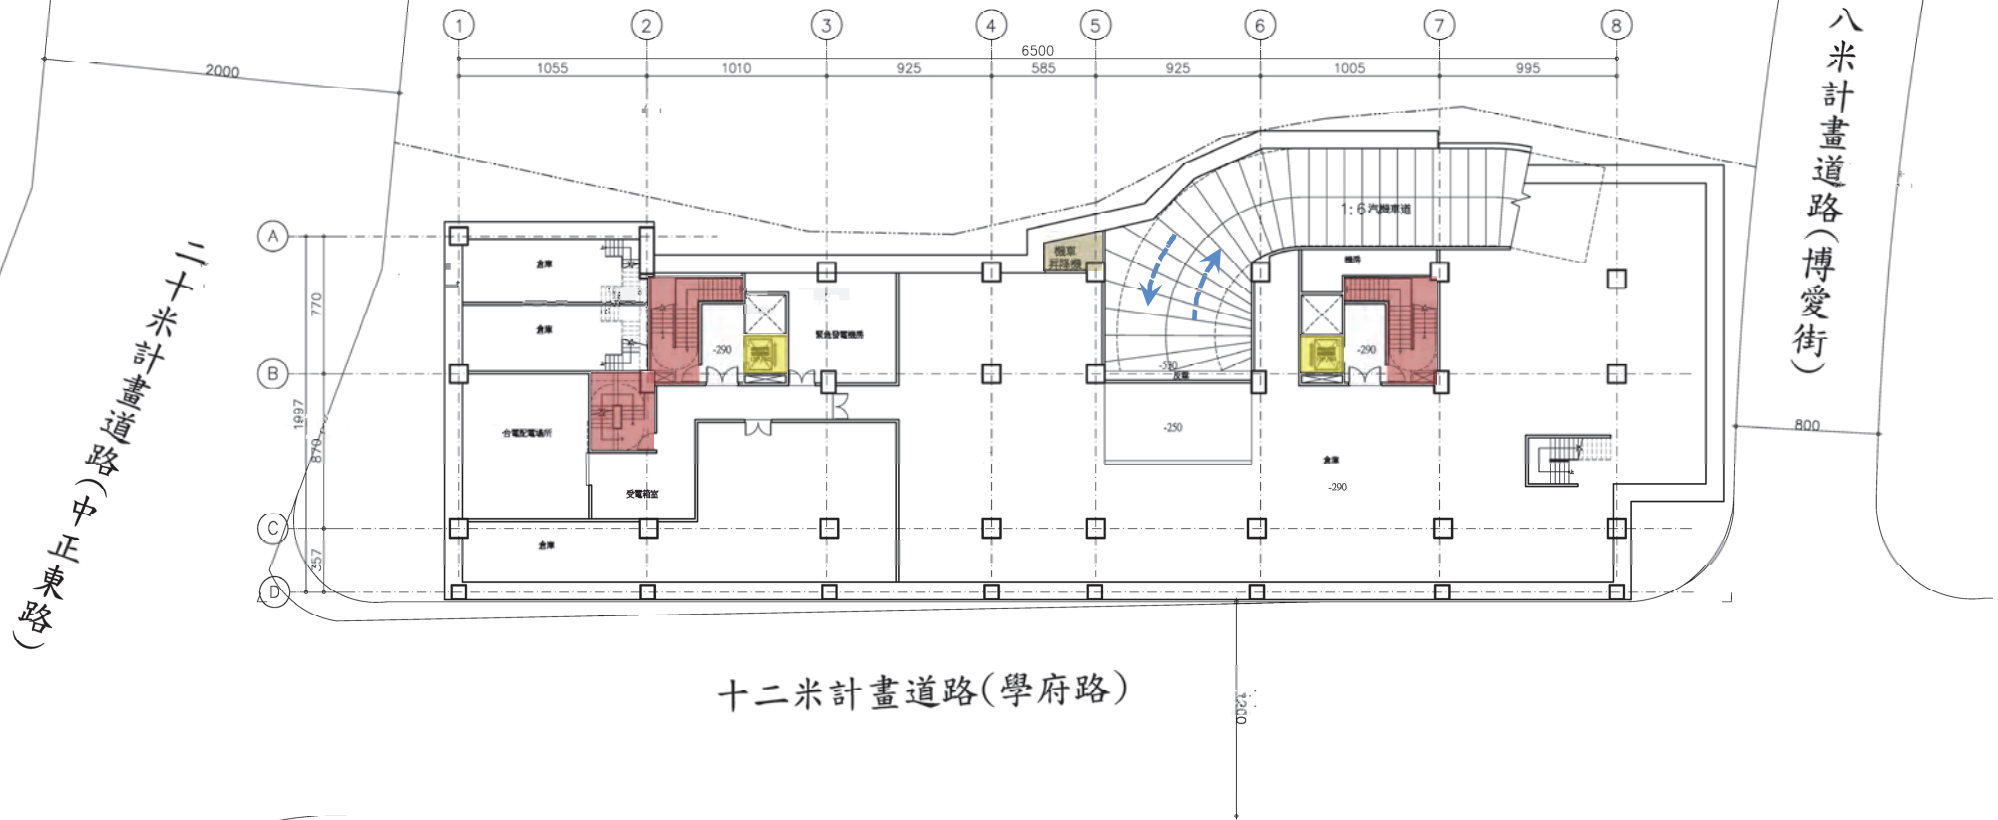 1 2 3 4 5 6 7 8
6500
1055 1010 925 585 925 1005 995
2000
A
B
C
D
770
870
357
1997
倉庫
倉庫
台電配電場所
受電箱室
倉庫
-290
緊急發電機房
機車
昇降機
1:6汽機車道
機房
-290
-250
倉庫
-290
800
1200
二十米計畫道路(中正東路)
八米計畫道路(博愛街)
十二米計畫道路(學府路)